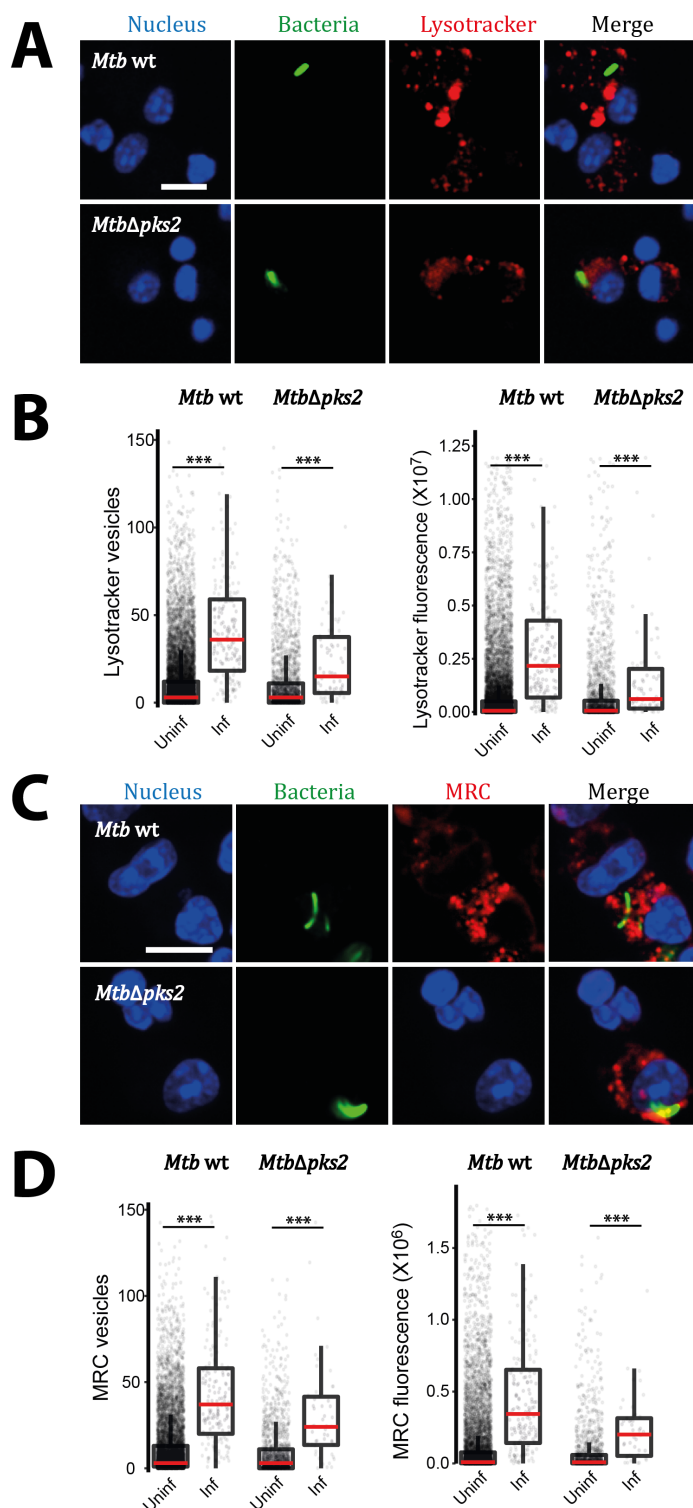 A
Nucleus Bacteria Lysotracker Merge
Mtb wt
MtbΔpks2
B
Mtb wt MtbΔpks2 Mtb wt MtbΔpks2
Lysotracker vesicles
150
100
50
0
*** ***
Uninf Inf Uninf Inf
Lysotracker fluorescence (X10⁷)
1.25
1.00
0.75
0.5
0.25
0.00
*** ***
Uninf Inf Uninf Inf
C
Nucleus Bacteria MRC Merge
Mtb wt
MtbΔpks2
D
Mtb wt MtbΔpks2 Mtb wt MtbΔpks2
MRC vesicles
150
100
50
0
*** ***
Uninf Inf Uninf Inf
MRC fluorescence (X10⁶)
1.5
1.0
0.5
0.0
*** ***
Uninf Inf Uninf Inf